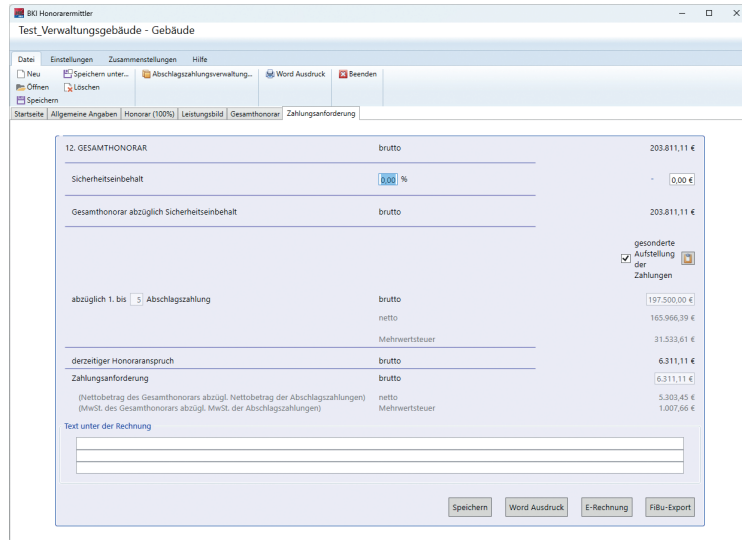 BKI Honorarermittler
Test_Verwaltungsgebäude - Gebäude
Datei Einstellungen Zusammenstellungen Hilfe
Neu Speichern unter... Abschlagszahlungsverwaltung... Word Ausdruck Beenden
Öffnen Löschen
Speichern
Startseite Allgemeine Angaben Honorar (100%) Leistungsbild Gesamthonorar Zahlungsanforderung
12. GESAMTHONORAR brutto 203.811,11 €
Sicherheitseinbehalt 0,00 % - 0,00 €
Gesamthonorar abzüglich Sicherheitseinbehalt brutto 203.811,11 €
gesonderte
Aufstellung
der
Zahlungen
abzüglich 1. bis 5 Abschlagszahlung brutto 197.500,00 €
netto 165.966,39 €
Mehrwertsteuer 31.533,61 €
derzeitiger Honoraranspruch brutto 6.311,11 €
Zahlungsanforderung brutto 6.311,11 €
(Nettobetrag des Gesamthonorars abzügl. Nettobetrag der Abschlagszahlungen) netto 5.303,45 €
(MwSt. des Gesamthonorars abzügl. MwSt. der Abschlagszahlungen) Mehrwertsteuer 1.007,66 €
Text unter der Rechnung
Speichern Word Ausdruck E-Rechnung FiBu-Export